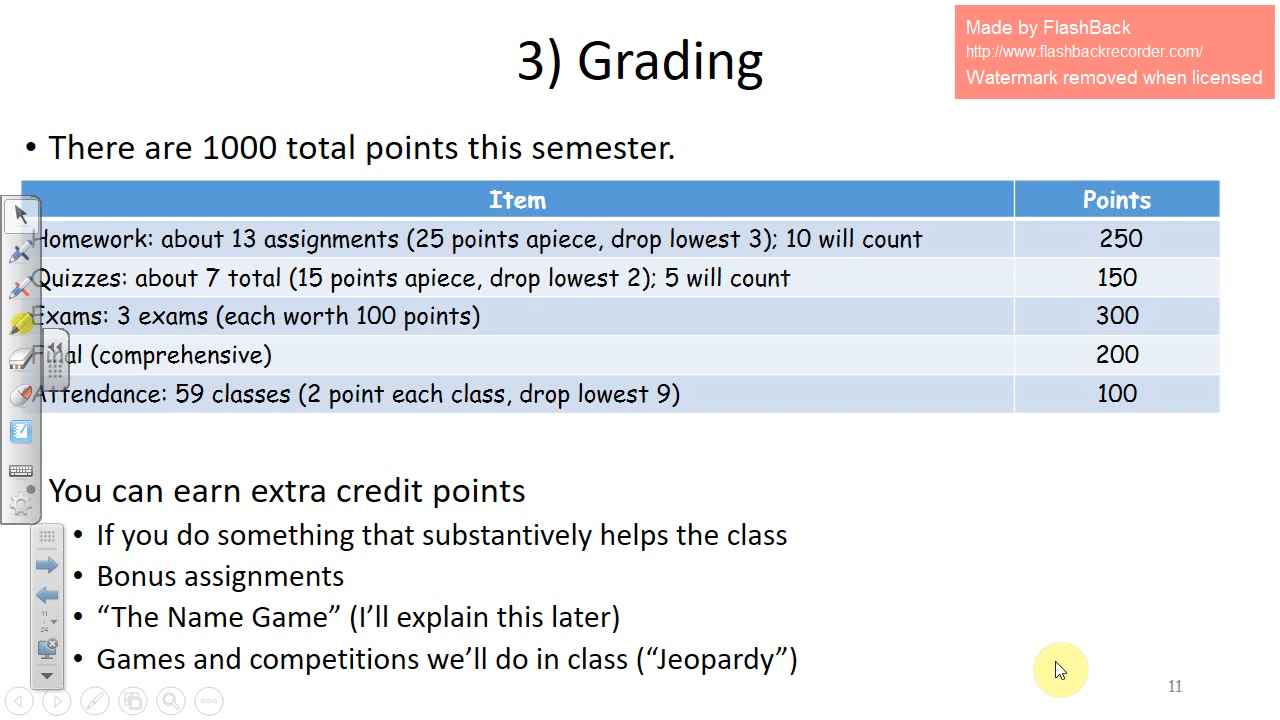 3) Grading
Made by FlashBack
http://www.flashbackrecorder.com/
Watermark removed when licensed
• There are 1000 total points this semester.
Item Points
Homework: about 13 assignments (25 points apiece, drop lowest 3); 10 will count 250
Quizzes: about 7 total (15 points apiece, drop lowest 2); 5 will count 150
Exams: 3 exams (each worth 100 points) 300
Final (comprehensive) 200
Attendance: 59 classes (2 point each class, drop lowest 9) 100
You can earn extra credit points
• If you do something that substantively helps the class
• Bonus assignments
• “The Name Game” (I’ll explain this later)
• Games and competitions we’ll do in class (“Jeopardy”)
11
/
24
11